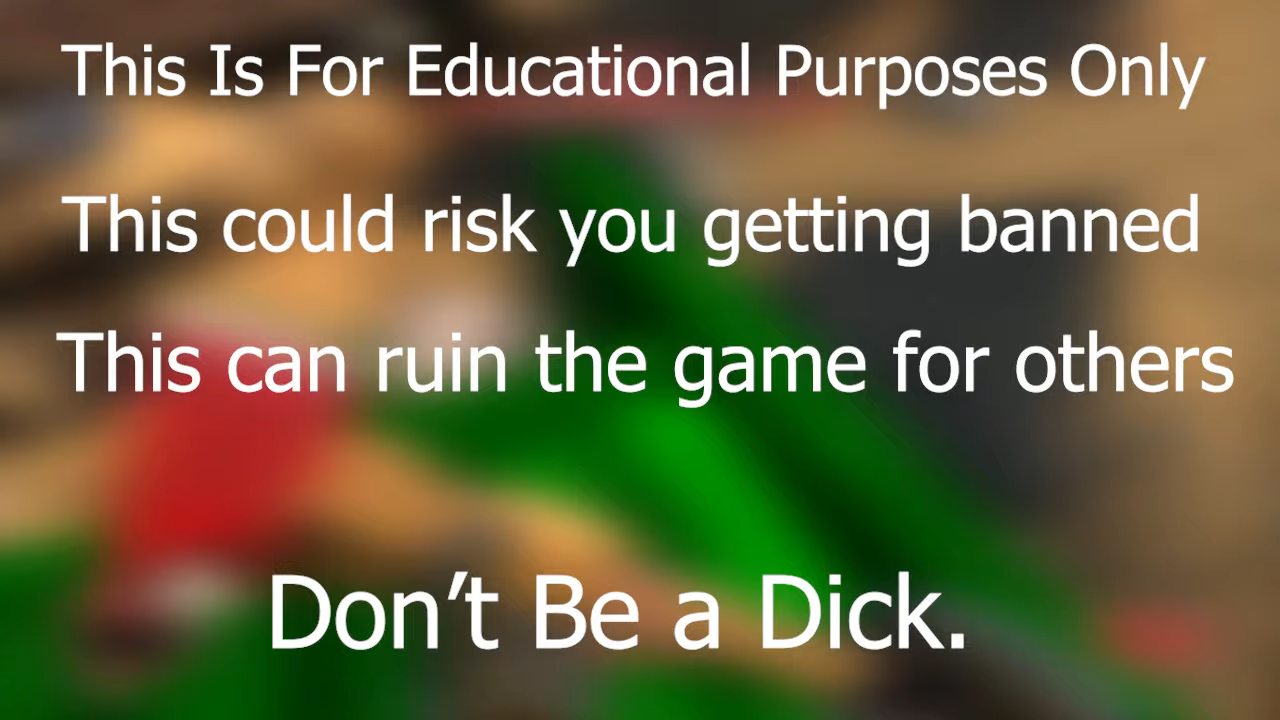 This Is For Educational Purposes Only
This could risk you getting banned
This can ruin the game for others
Don’t Be a Dick.